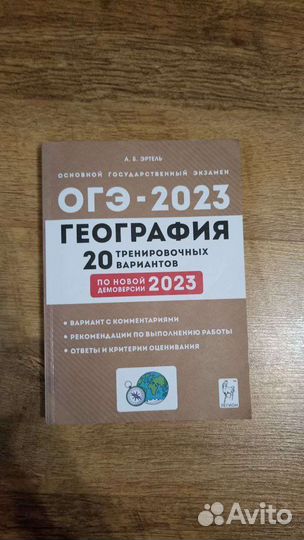 А. Б. ЭРТЕЛЬ
ОСНОВНОЙ ГОСУДАРСТВЕННЫЙ ЭКЗАМЕН
ОГЭ - 2023
ГЕОГРАФИЯ
20 ТРЕНИРОВОЧНЫХ
ВАРИАНТОВ
ПО НОВОЙ
ДЕМОВЕРСИИ 2023
• ВАРИАНТ С КОММЕНТАРИЯМИ
• РЕКОМЕНДАЦИИ ПО ВЫПОЛНЕНИЮ РАБОТЫ
• ОТВЕТЫ И КРИТЕРИИ ОЦЕНИВАНИЯ
ЛЕГИОН
Avito